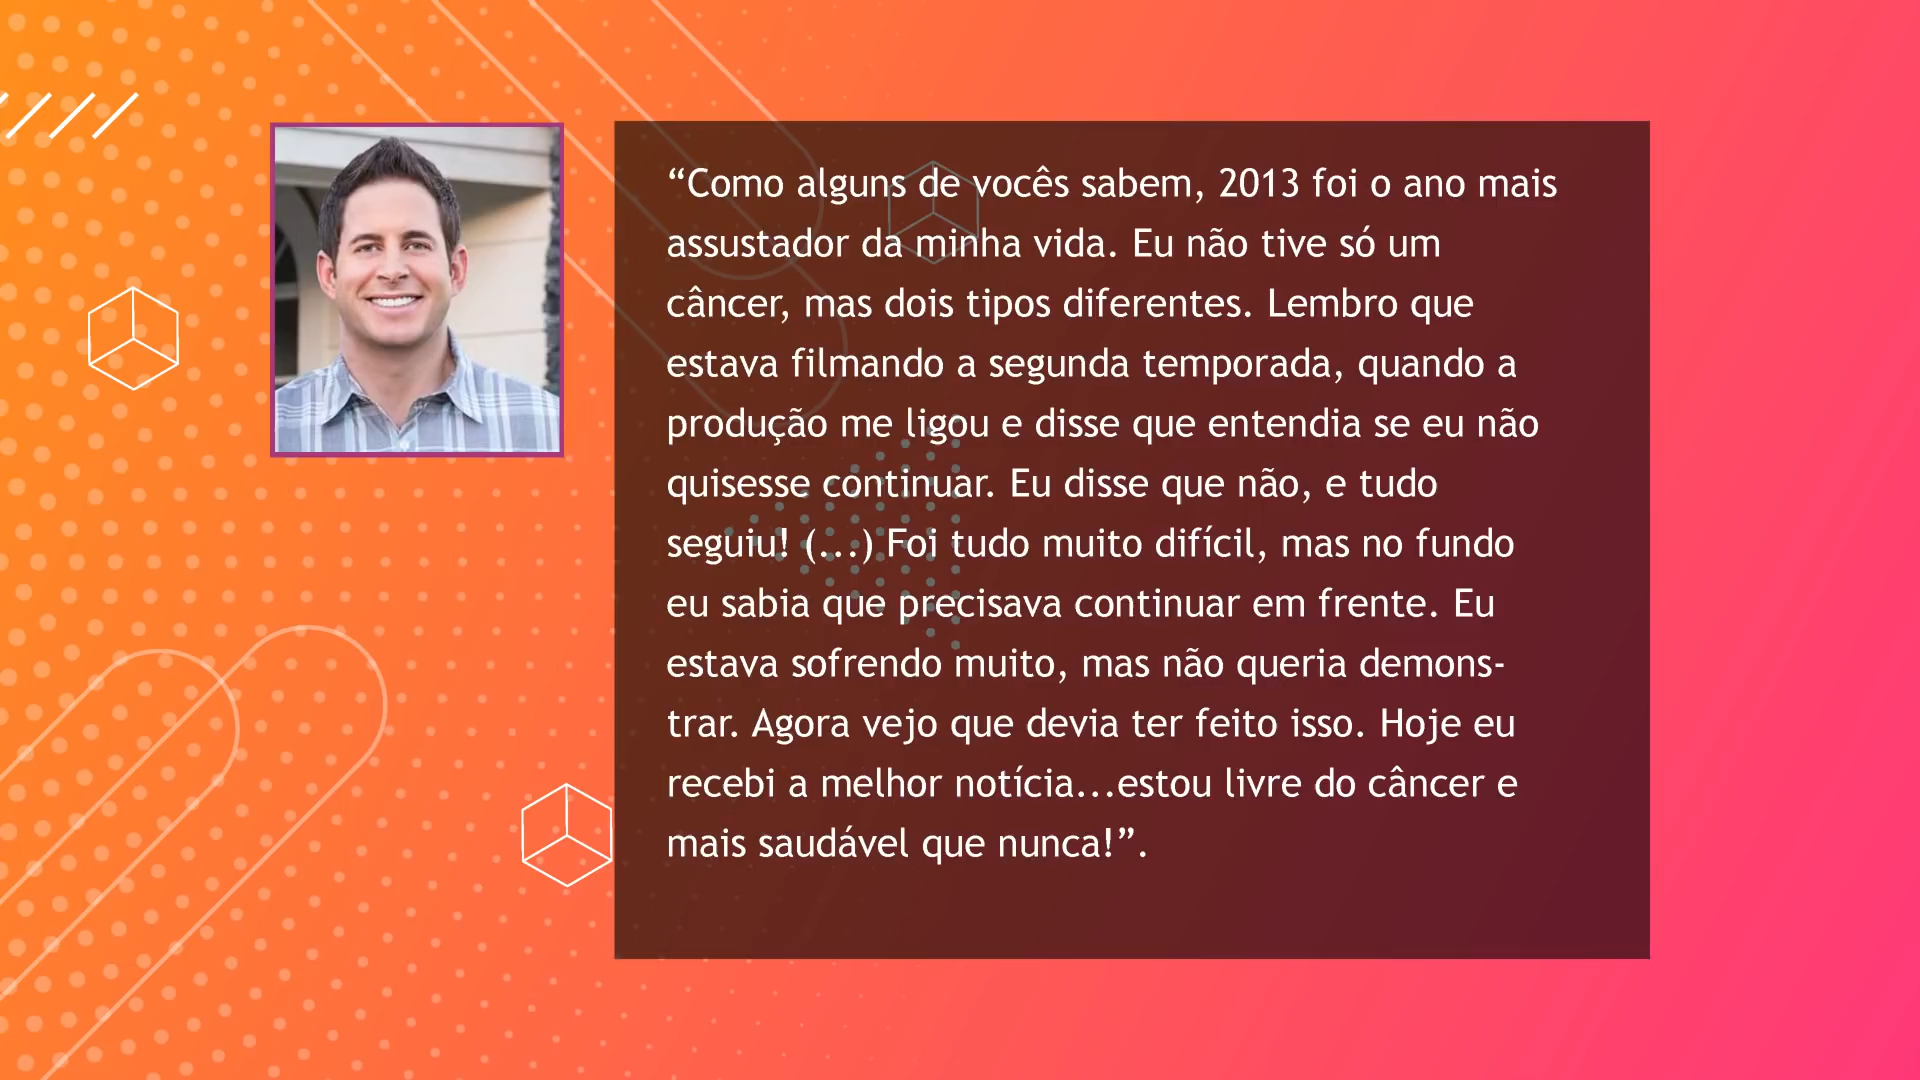 “Como alguns de vocês sabem, 2013 foi o ano mais
assustador da minha vida. Eu não tive só um
câncer, mas dois tipos diferentes. Lembro que
estava filmando a segunda temporada, quando a
produção me ligou e disse que entendia se eu não
quisesse continuar. Eu disse que não, e tudo
seguiu! (...) Foi tudo muito difícil, mas no fundo
eu sabia que precisava continuar em frente. Eu
estava sofrendo muito, mas não queria demons-
trar. Agora vejo que devia ter feito isso. Hoje eu
recebi a melhor notícia...estou livre do câncer e
mais saudável que nunca!”.